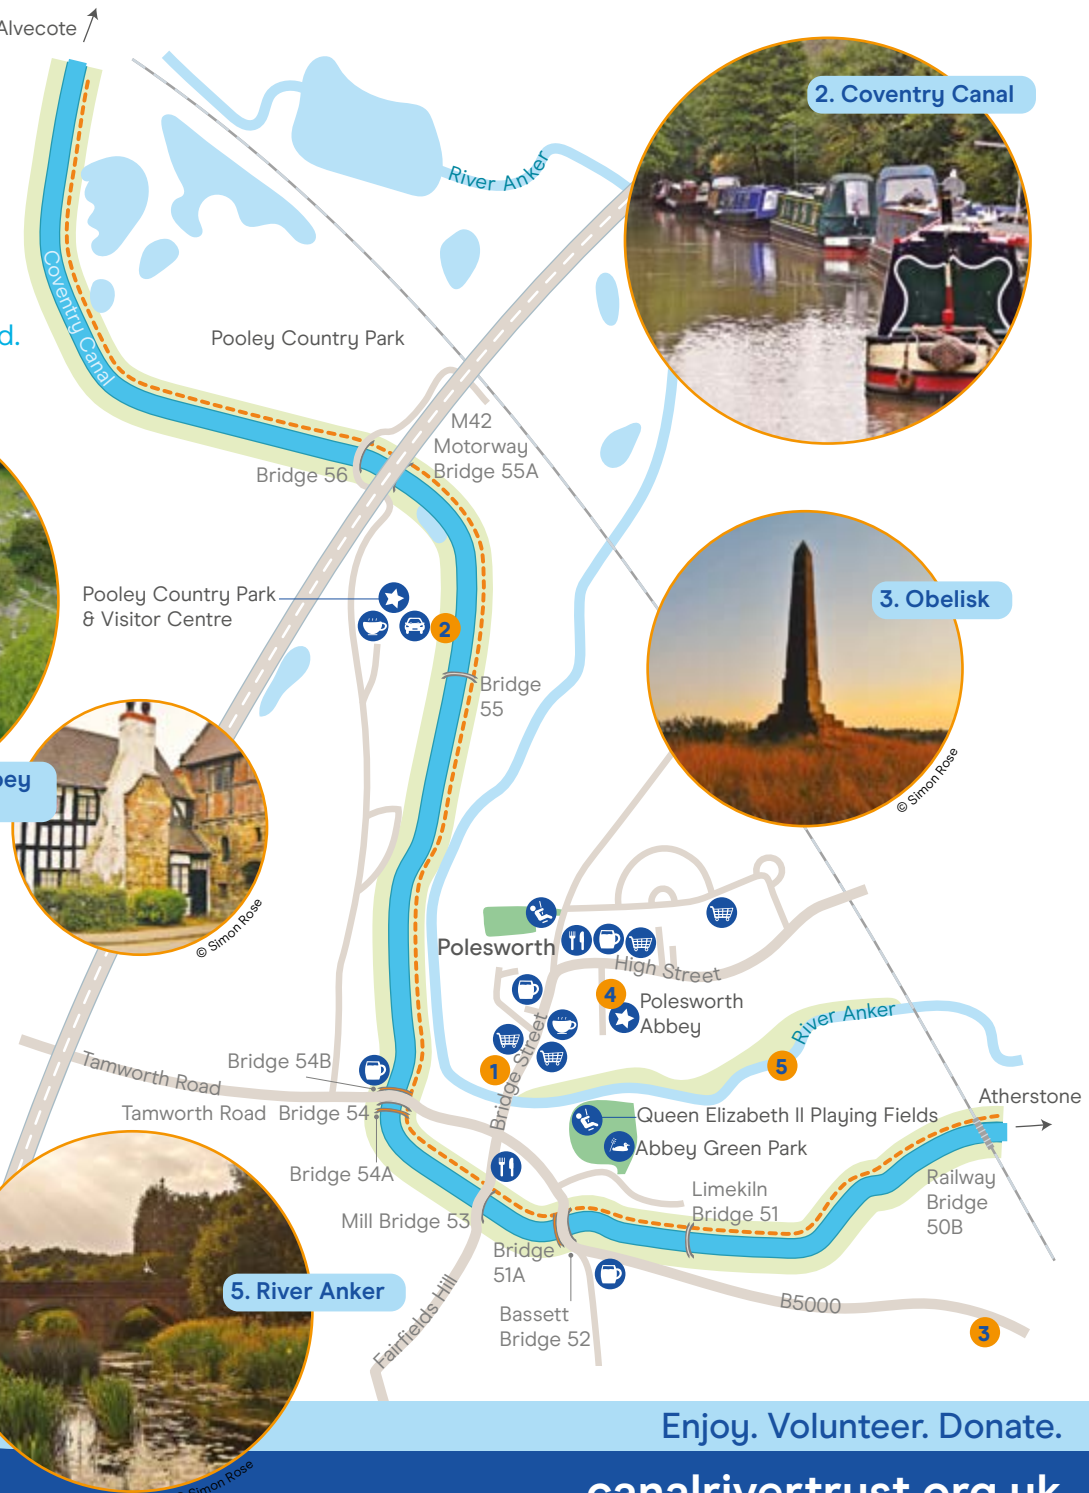 Alvecote
2. Coventry Canal
River Anker
Coventry Canal
d.
Pooley Country Park
M42
Motorway
Bridge 55A
Bridge 56
Pooley Country Park
& Visitor Centre
2
3. Obelisk
Bridge
55
© Simon Rose
bey
© Simon Rose
Polesworth
High Street
4
Polesworth
Abbey
River Anker
Bridge Street
1
5
Bridge 54B
Tamworth Road
Tamworth Road
Bridge 54
Atherstone
Queen Elizabeth II Playing Fields
Abbey Green Park
Bridge 54A
Limekiln
Bridge 51
Railway
Bridge
50B
Mill Bridge 53
Bridge
51A
5. River Anker
Bassett
Bridge 52
B5000
3
Fairfields Hill
Enjoy. Volunteer. Donate.
Simon Rose
canalrivertrust.org.uk